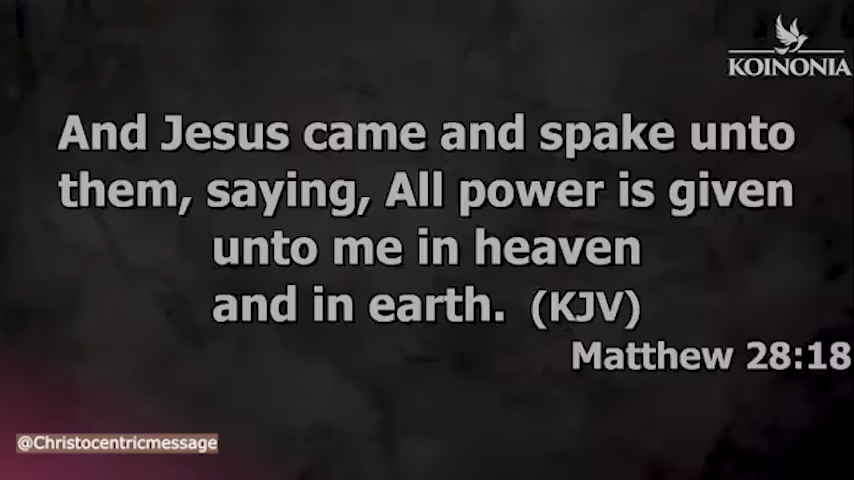 KOINONIA
And Jesus came and spake unto
them, saying, All power is given
unto me in heaven
and in earth. (KJV)
Matthew 28:18
@Christocentricmessage